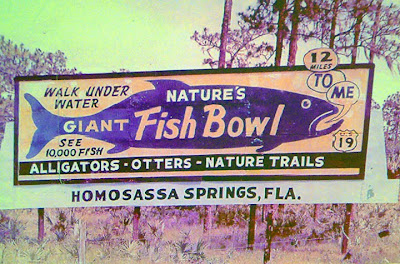 WALK UNDER
WATER
SEE
10,000 FISH
NATURE'S
GIANT Fish Bowl
12
MILES
TO
ME
US
19
ALLIGATORS - OTTERS - NATURE TRAILS
HOMOSASSA SPRINGS, FLA.